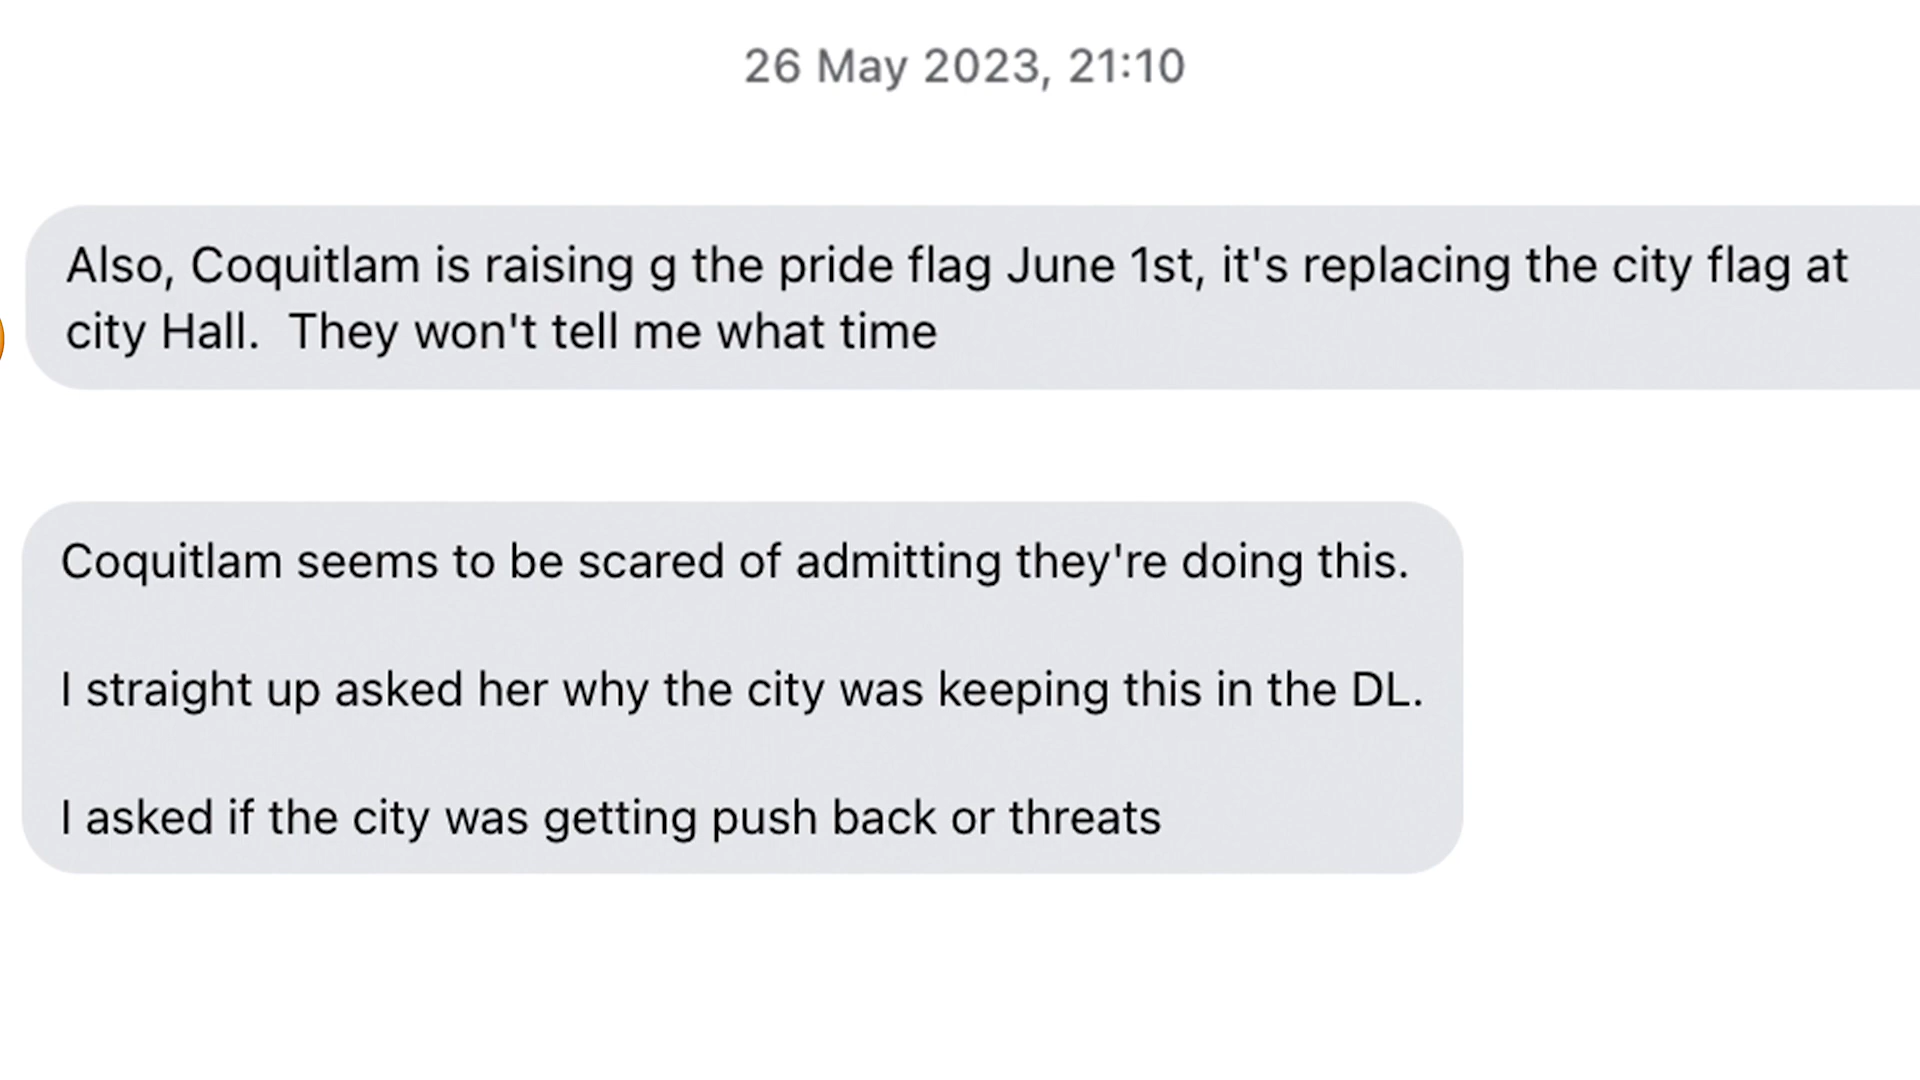 26 May 2023, 21:10
Also, Coquitlam is raising g the pride flag June 1st, it's replacing the city flag at
city Hall.  They won't tell me what time
Coquitlam seems to be scared of admitting they're doing this.
I straight up asked her why the city was keeping this in the DL.
I asked if the city was getting push back or threats